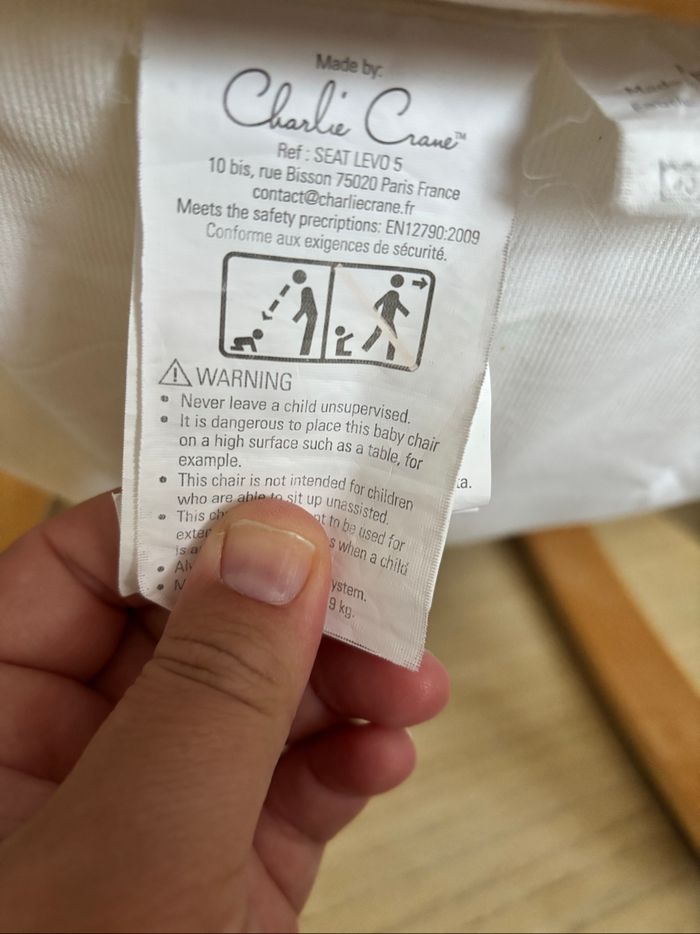 Made by:
Charlie Crane™
Ref : SEAT LEVO 5
10 bis, rue Bisson 75020 Paris France
contact@charliecrane.fr
Meets the safety precriptions: EN12790:2009
Conforme aux exigences de sécurité.
⚠ WARNING
• Never leave a child unsupervised.
• It is dangerous to place this baby chair
on a high surface such as a table, for
example.
• This chair is not intended for children
who are able to sit up unassisted.
• This to be used for
when a child
9 kg.